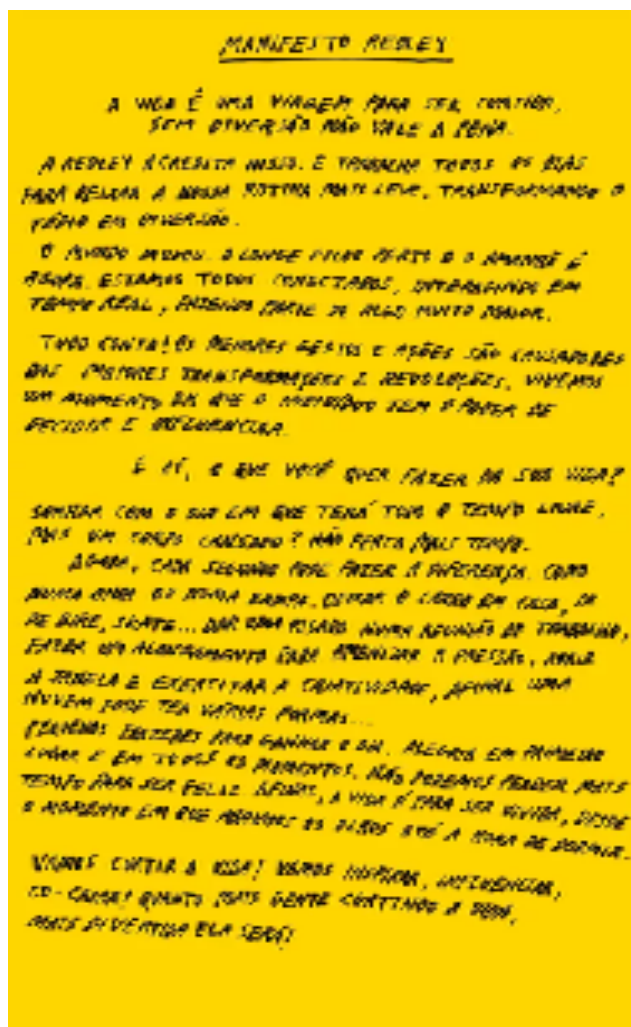 MANIFESTO REDLEY
A VIDA É UMA VIAGEM PARA SER CURTIDA,
SEM DIVERSÃO NÃO VALE A PENA.
A REDLEY ACREDITA NISSO. E TRABALHA TODOS OS DIAS
PARA DEIXAR A NOSSA ROTINA MAIS LEVE, TRANSFORMANDO O
TÉDIO EM DIVERSÃO.
O MUNDO MUDOU. O LONGE FICOU PERTO E O AMANHÃ É
AGORA. ESTAMOS TODOS CONECTADOS, INTERAGINDO EM
TEMPO REAL, FAZENDO PARTE DE ALGO MUITO MAIOR.
TUDO CONTA! OS MENORES GESTOS E AÇÕES SÃO CAUSADORES
DAS MAIORES TRANSFORMAÇÕES E REVOLUÇÕES. VIVEMOS
UM MOMENTO EM QUE O INDIVÍDUO TEM O PODER DE
DECIDIR E INFLUENCIAR.
E AÍ, O QUE VOCÊ QUER FAZER DA SUA VIDA?
SONHAR COM O DIA EM QUE TERÁ TODO O TEMPO LIVRE,
MAS UM CORPO CANSADO? NÃO PERCA MAIS TEMPO.
AGORA, CADA SEGUNDO PODE FAZER A DIFERENÇA. COMO
NUMA ONDA OU NUMA RAMPA. DEIXAR O CARRO EM CASA, IR
DE BIKE, SKATE... DAR UMA RISADA NUMA REUNIÃO DE TRABALHO,
FAZER UM ALONGAMENTO PARA AMENIZAR A PRESSÃO, ABRIR
A JANELA E EXERCITAR A CRIATIVIDADE, AFINAL UMA
NUVEM PODE TER VÁRIAS FORMAS...
PEQUENAS PARA GANHAR O DIA. ALEGRIA EM PRIMEIRO
LUGAR E EM TODOS OS MOMENTOS. NÃO PODEMOS PERDER MAIS
TEMPO PARA SER FELIZ. AFINAL, A VIDA É PARA SER VIVIDA, DESDE
O MOMENTO EM QUE ABRIMOS OS OLHOS ATÉ A HORA DE DORMIR.
VAMOS CURTIR A VIDA! VAMOS INSPIRAR, INFLUENCIAR,
CO-CRIAR! QUANTO MAIS GENTE CURTINDO A VIDA,
MAIS DIVERTIDA ELA SERÁ!